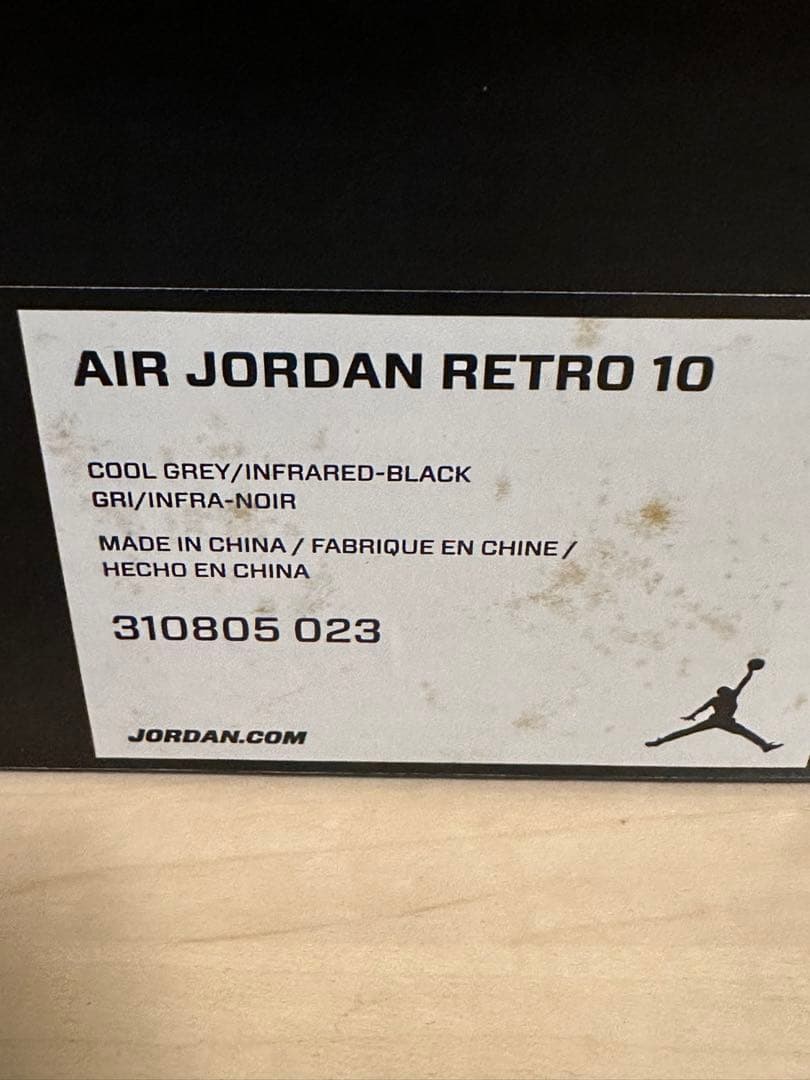 AIR JORDAN RETRO 10
COOL GREY/INFRARED-BLACK
GRI/INFRA-NOIR
MADE IN CHINA / FABRIQUE EN CHINE /
HECHO EN CHINA
310805 023
JORDAN.COM